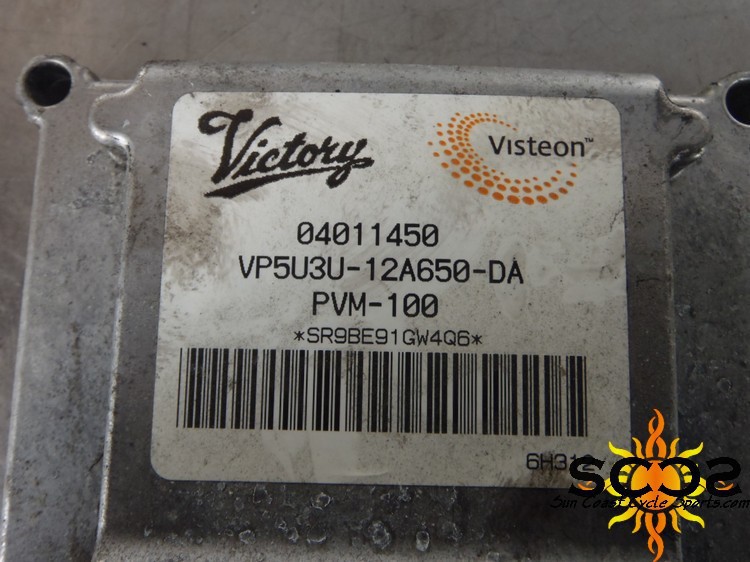 Victory
Visteon™
04011450
VP5U3U-12A650-DA
PVM-100
*SR9BE91GW4Q6*
SCCS
Sun Coast Cycle Sports.com